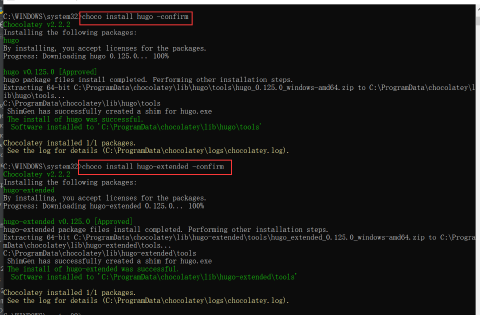 C:\WINDOWS\system32>choco install hugo -confirm
Chocolatey v2.2.2
Installing the following packages:
hugo
By installing, you accept licenses for the packages.
Progress: Downloading hugo 0.125.0... 100%
hugo v0.125.0 [Approved]
hugo package files install completed. Performing other installation steps.
Extracting 64-bit C:\ProgramData\chocolatey\lib\hugo\tools\hugo_0.125.0_windows-amd64.zip to C:\ProgramData\chocolatey\l
ib\hugo\tools...
C:\ProgramData\chocolatey\lib\hugo\tools
ShimGen has successfully created a shim for hugo.exe
The install of hugo was successful.
Software installed to 'C:\ProgramData\chocolatey\lib\hugo\tools'
Chocolatey installed 1/1 packages.
See the log for details (C:\ProgramData\chocolatey\logs\chocolatey.log).
C:\WINDOWS\system32>choco install hugo-extended -confirm
Chocolatey v2.2.2
Installing the following packages:
hugo-extended
By installing, you accept licenses for the packages.
Progress: Downloading hugo-extended 0.125.0... 100%
hugo-extended v0.125.0 [Approved]
hugo-extended package files install completed. Performing other installation steps.
Extracting 64-bit C:\ProgramData\chocolatey\lib\hugo-extended\tools\hugo_extended_0.125.0_windows-amd64.zip to C:\Progra
mData\chocolatey\lib\hugo-extended\tools...
C:\ProgramData\chocolatey\lib\hugo-extended\tools
ShimGen has successfully created a shim for hugo.exe
The install of hugo-extended was successful.
Software installed to 'C:\ProgramData\chocolatey\lib\hugo-extended\tools'
Chocolatey installed 1/1 packages.
See the log for details (C:\ProgramData\chocolatey\logs\chocolatey.log).